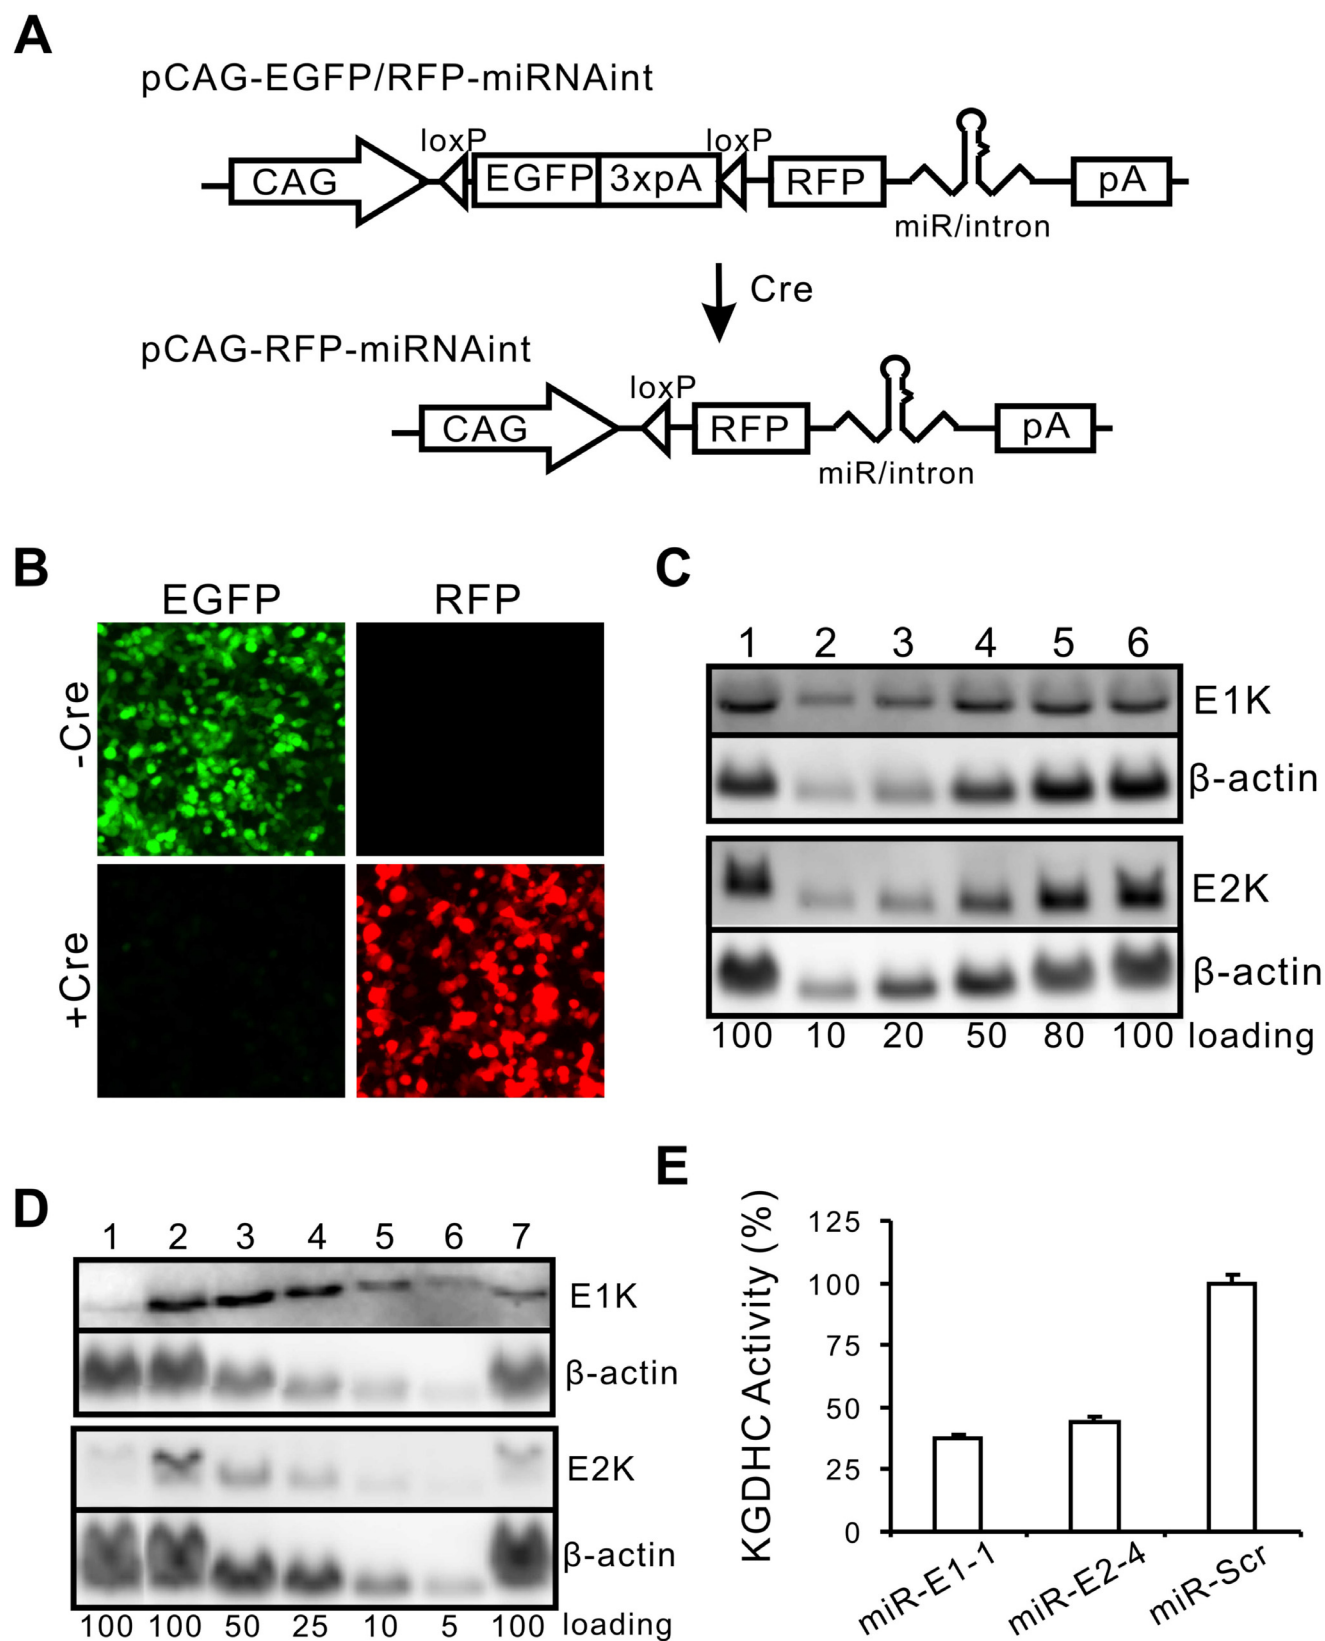 A
pCAG-EGFP/RFP-miRNAint
loxP loxP
CAG EGFP 3xpA RFP pA
miR/intron
Cre
pCAG-RFP-miRNAint
loxP
CAG RFP pA
miR/intron
B
EGFP RFP
-Cre
+Cre
C
1 2 3 4 5 6
E1K
β-actin
E2K
β-actin
100 10 20 50 80 100 loading
D
1 2 3 4 5 6 7
E1K
β-actin
E2K
β-actin
100 100 50 25 10 5 100 loading
E
KGDHC Activity (%)
125
100
75
50
25
0
miR-E1-1 miR-E2-4 miR-Scr